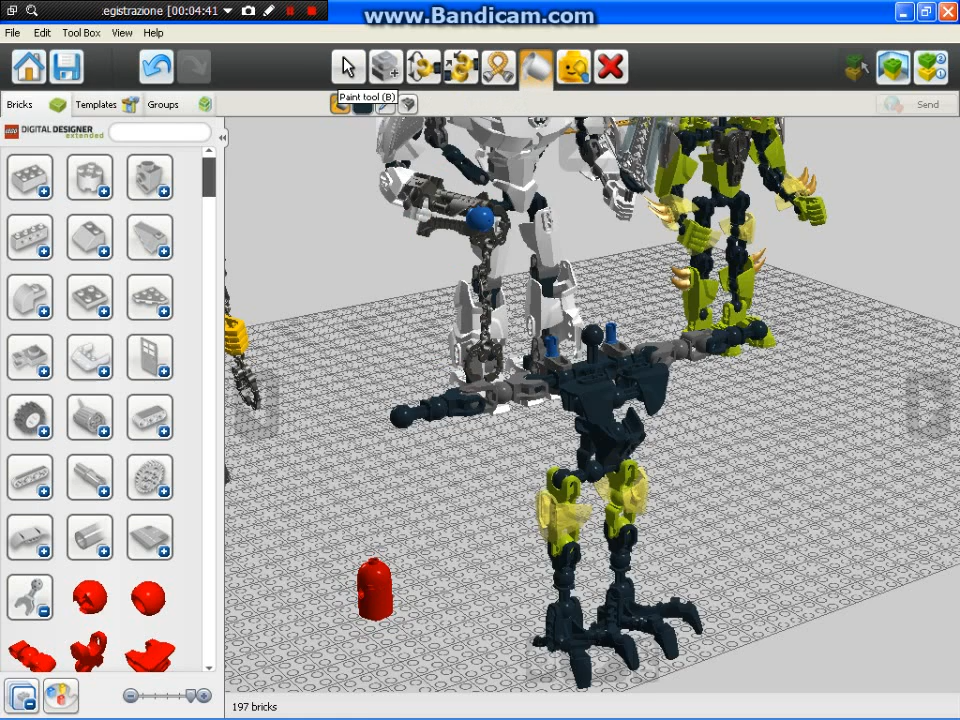 .egistrazione [00:04:41]
www.Bandicam.com
File Edit Tool Box View Help
Paint tool (B)
Bricks Templates Groups
Send
LEGO DIGITAL DESIGNER
extended
197 bricks